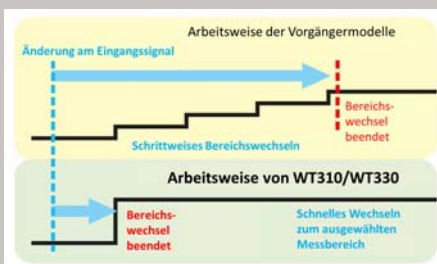 Arbeitsweise der Vorgängermodelle
Änderung am Eingangssignal
Bereichs-
wechsel
beendet
Schrittweises Bereichswechseln
Arbeitsweise von WT310/WT330
Bereichs-
wechsel
beendet
Schnelles Wechseln
zum ausgewählten
Messbereich